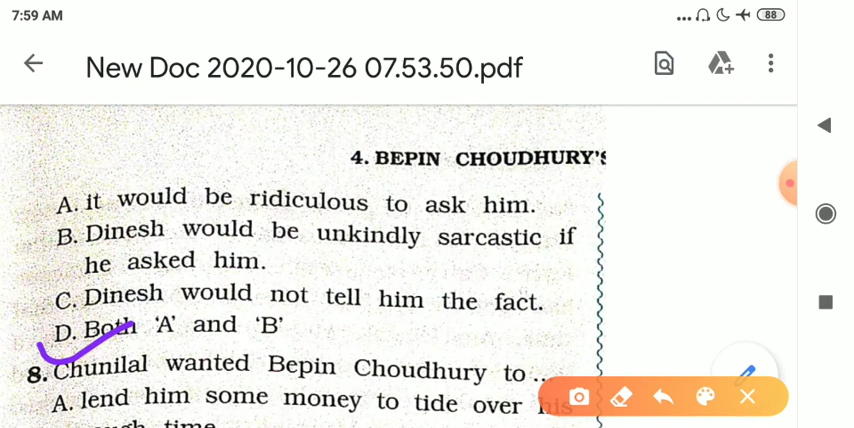 7:59 AM
88
New Doc 2020-10-26 07.53.50.pdf
4. BEPIN CHOUDHURY'S
A. it would be ridiculous to ask him.
B. Dinesh would be unkindly sarcastic if
he asked him.
C. Dinesh would not tell him the fact.
D. Both 'A' and 'B'
8. Chunilal wanted Bepin Choudhury to ..
A. lend him some money to tide over his
time